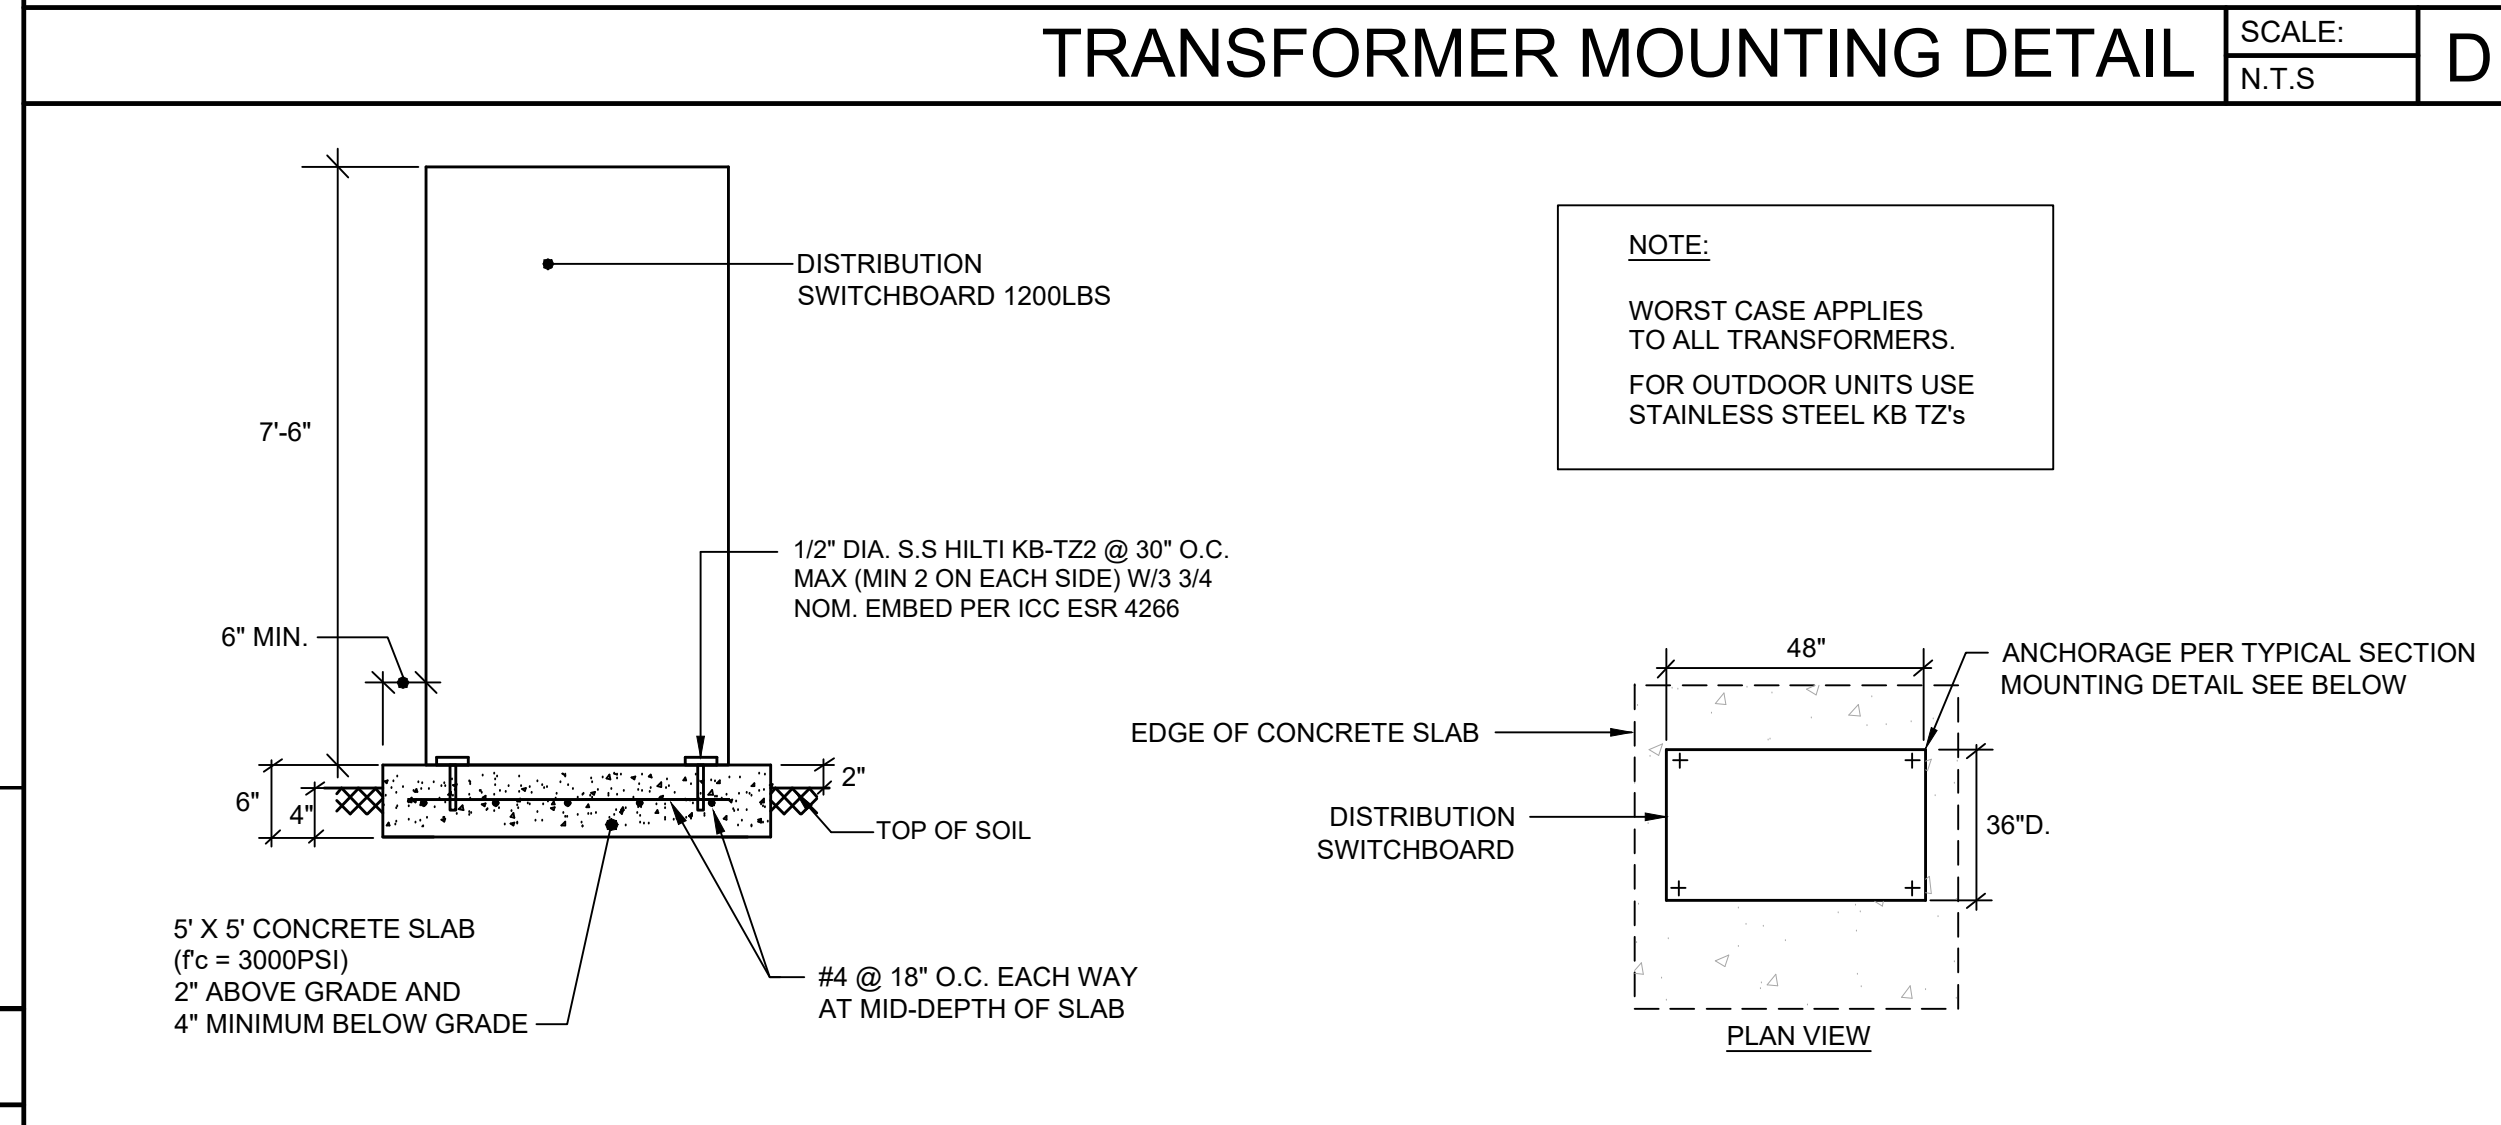 TRANSFORMER MOUNTING DETAIL
SCALE:
N.T.S
D
DISTRIBUTION
SWITCHBOARD 1200LBS
7'-6"
1/2" DIA. S.S HILTI KB-TZ2 @ 30" O.C.
MAX (MIN 2 ON EACH SIDE) W/3 3/4
NOM. EMBED PER ICC ESR 4266
6" MIN.
6"
4"
2"
TOP OF SOIL
5' X 5' CONCRETE SLAB
(f'c = 3000PSI)
2" ABOVE GRADE AND
4" MINIMUM BELOW GRADE
#4 @ 18" O.C. EACH WAY
AT MID-DEPTH OF SLAB
NOTE:
WORST CASE APPLIES
TO ALL TRANSFORMERS.
FOR OUTDOOR UNITS USE
STAINLESS STEEL KB TZ's
48"
ANCHORAGE PER TYPICAL SECTION
MOUNTING DETAIL SEE BELOW
EDGE OF CONCRETE SLAB
DISTRIBUTION
SWITCHBOARD
36"D.
PLAN VIEW